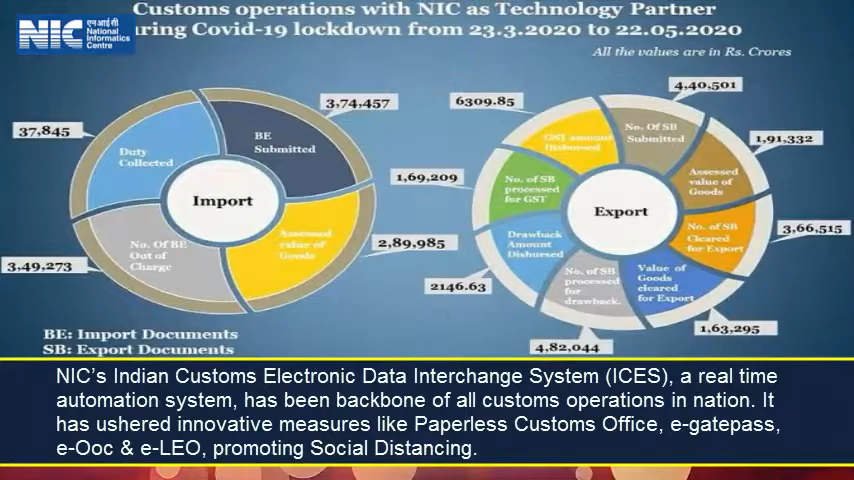 Customs operations with NIC as Technology Partner
uring Covid-19 lockdown from 23.3.2020 to 22.05.2020
NIC
एन आई सी
National
Informatics
Centre
All the values are in Rs. Crores
37,845
3,74,457
Duty
Collected
BE
Submitted
Import
No. Of BE
Out of
Charge
Assessed
value of
Goods
3,49,273
2,89,985
6309.85
4,40,501
GST amount
Disbursed
No. Of SB
Submitted
1,91,332
1,69,209
No. of SB
processed
for GST
Assessed
value of
Goods
Export
Drawback
Amount
Disbursed
No. of SB
Cleared
for Export
3,66,515
2146.63
No. of SB
processed
for
drawback.
Value of
Goods
cleared
for Export
1,63,295
4,82,044
BE: Import Documents
SB: Export Documents
NIC’s Indian Customs Electronic Data Interchange System (ICES), a real time
automation system, has been backbone of all customs operations in nation. It
has ushered innovative measures like Paperless Customs Office, e-gatepass,
e-Ooc & e-LEO, promoting Social Distancing.